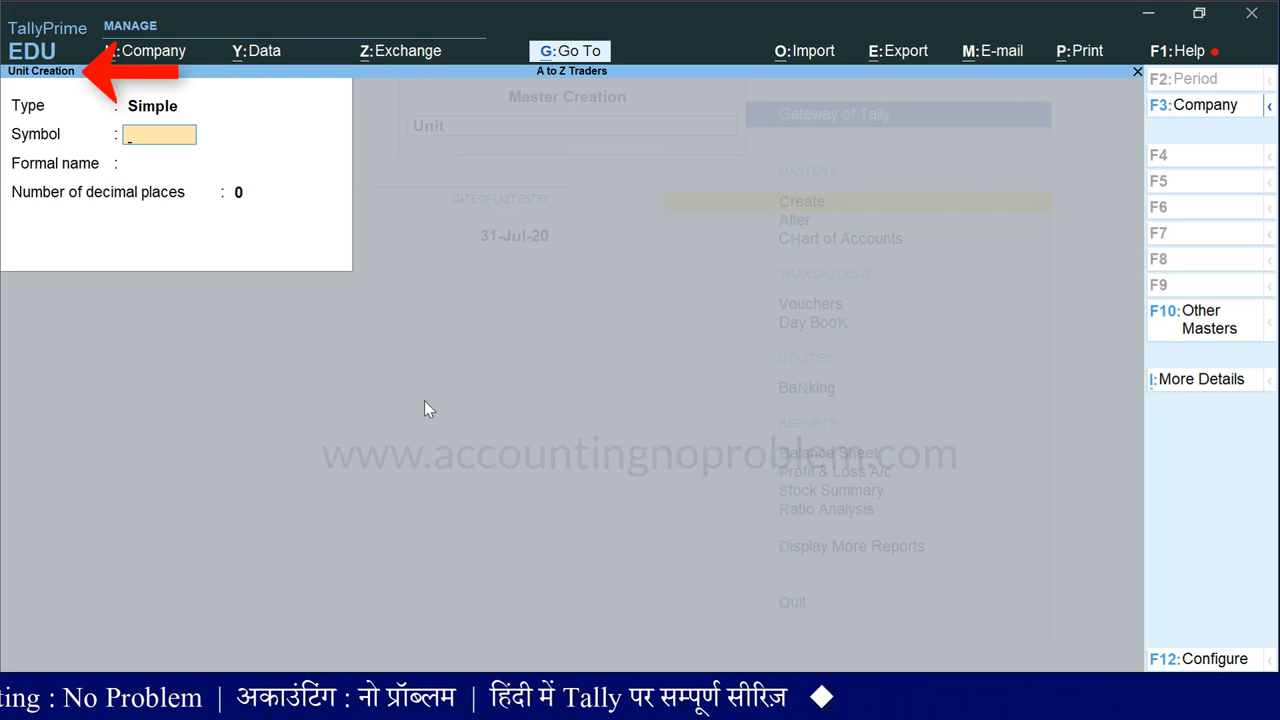 TallyPrime
MANAGE
EDU
K:Company
Y:Data
Z:Exchange
G:Go To
O:Import
E:Export
M:E-mail
P:Print
F1:Help
Unit Creation
A to Z Traders
Type : Simple
Symbol :
Formal name :
Number of decimal places : 0
Master Creation
Unit
DATE OF LAST ENTRY
31-Jul-20
Gateway of Tally
MASTERS
Create
Alter
CHart of Accounts
TRANSACTIONS
Vouchers
Day BooK
UTILITIES
BaNking
REPORTS
Balance Sheet
Profit & Loss A/c
Stock Summary
Ratio Analysis
Display More Reports
Quit
www.accountingnoproblem.com
F2:Period
F3:Company
F4
F5
F6
F7
F8
F9
F10:Other
Masters
I:More Details
F12:Configure
ting : No Problem | अकाउंटिंग : नो प्रॉब्लम | हिंदी में Tally पर सम्पूर्ण सीरिज़